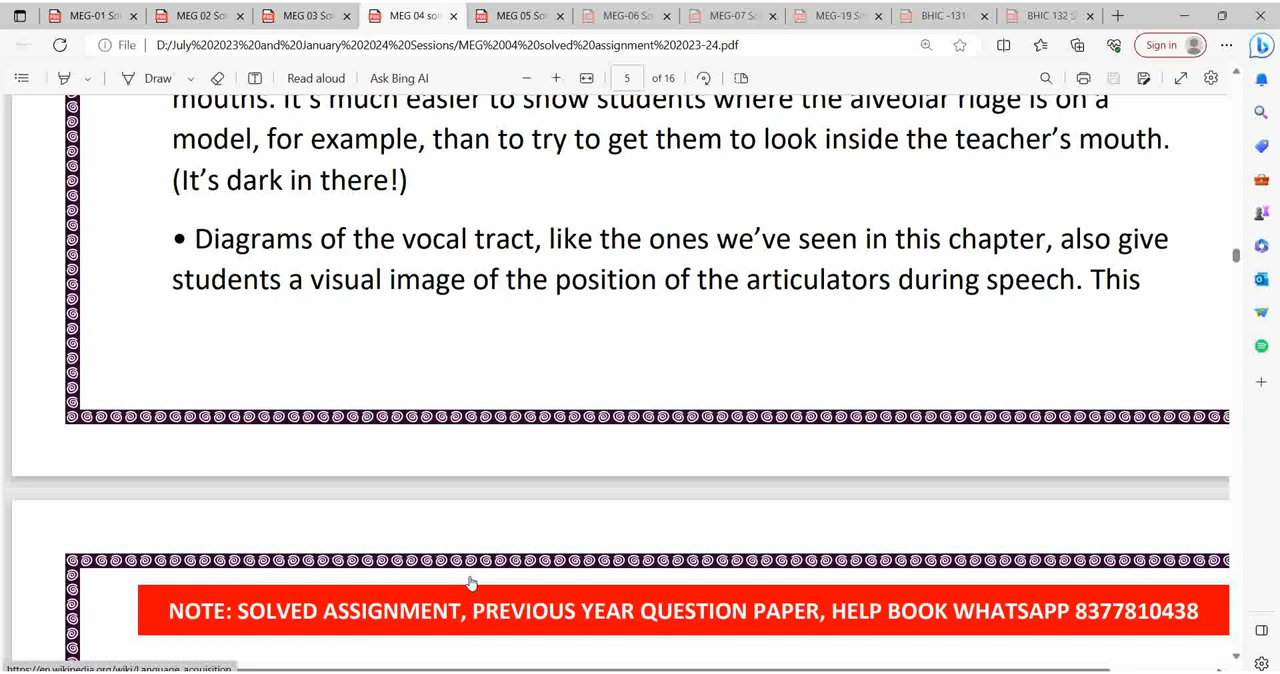 MEG-01 Sol
MEG 02 Sol
MEG 03 Sol
MEG 04 sol
MEG 05 Sol
MEG-06 So
MEG-07 So
MEG-19 Sr
BHIC -131
BHIC 132 S
File
D:/July%202023%20and%20January%202024%20Sessions/MEG%2004%20solved%20assignment%202023-24.pdf
Sign in
Draw
Read aloud
Ask Bing AI
5
of 16
mouths. It's much easier to show students where the alveolar ridge is on a
model, for example, than to try to get them to look inside the teacher's mouth.
(It's dark in there!)
• Diagrams of the vocal tract, like the ones we've seen in this chapter, also give
students a visual image of the position of the articulators during speech. This
NOTE: SOLVED ASSIGNMENT, PREVIOUS YEAR QUESTION PAPER, HELP BOOK WHATSAPP 8377810438
https://en.wikipedia.org/wiki/Language_acquisition